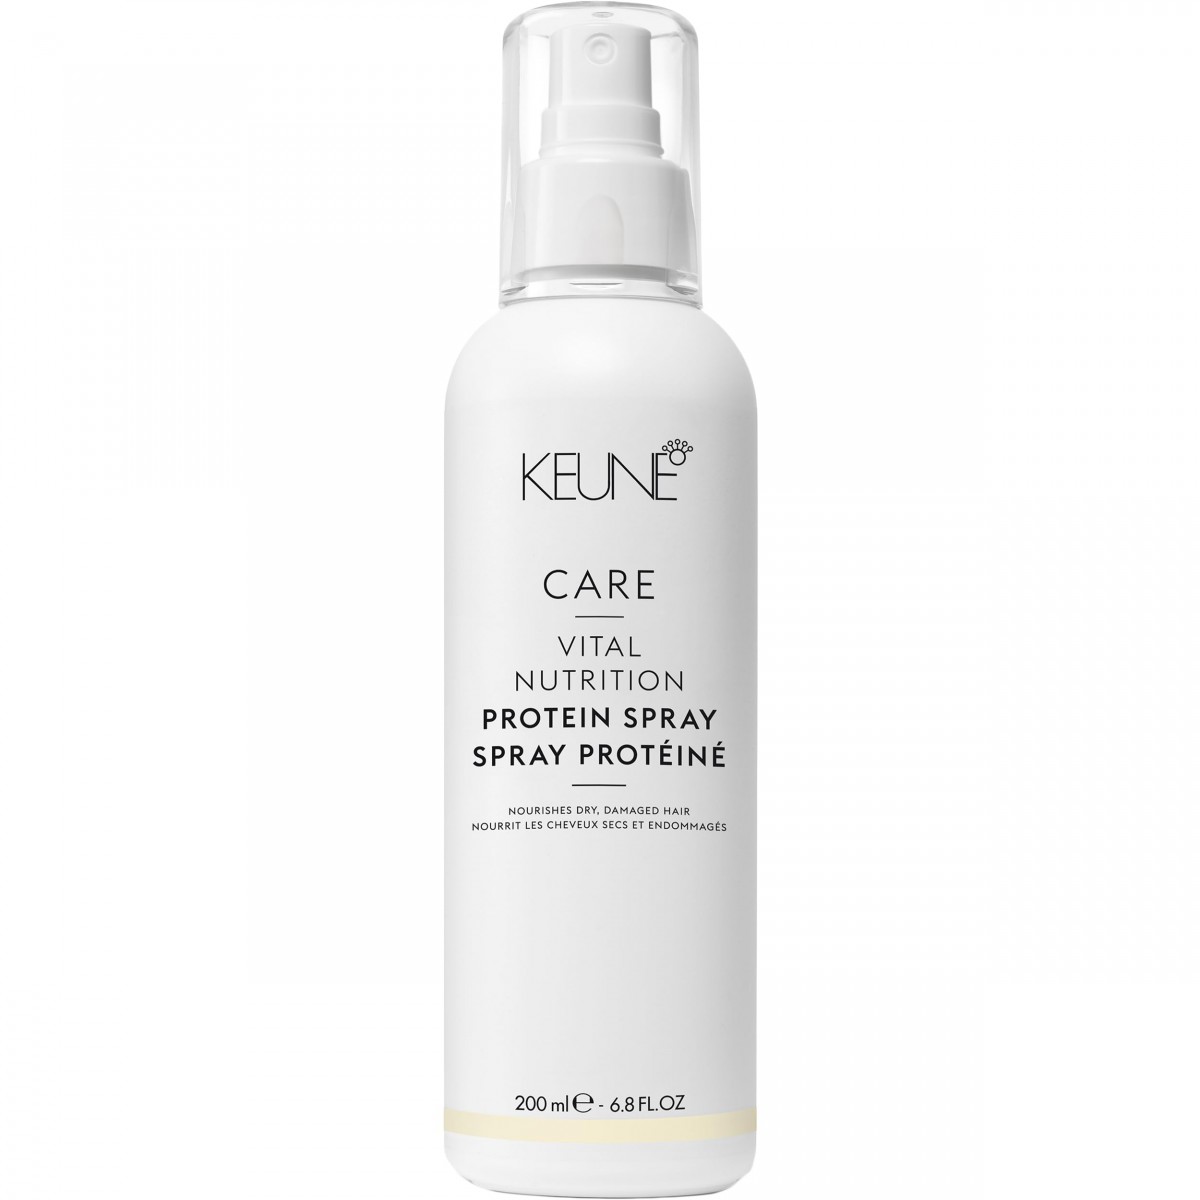 KEUNE
CARE
VITAL
NUTRITION
PROTEIN SPRAY
SPRAY PROTÉINÉ
NOURISHES DRY, DAMAGED HAIR
NOURRIT LES CHEVEUX SECS ET ENDOMMAGÉS
200 ml℮ - 6.8 FL.OZ